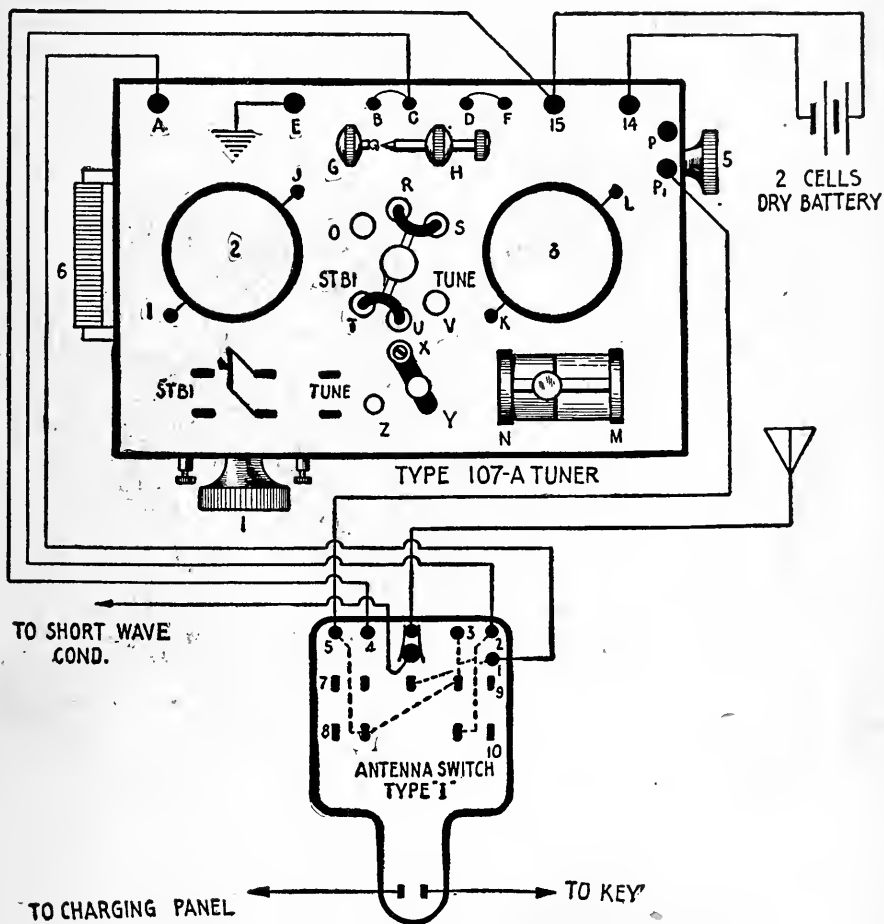 A E B C D F 15 14
P
P1
5
2 CELLS
DRY BATTERY
G H
J R L
O S
2 3
6
STBI TUNE
I T U V K
X
STBI TUNE
Z Y N M
TYPE 107-A TUNER
1
TO SHORT WAVE
COND.
5 4 3 2
1
7 9
8 10
ANTENNA SWITCH
TYPE "I"
TO CHARGING PANEL
TO KEY